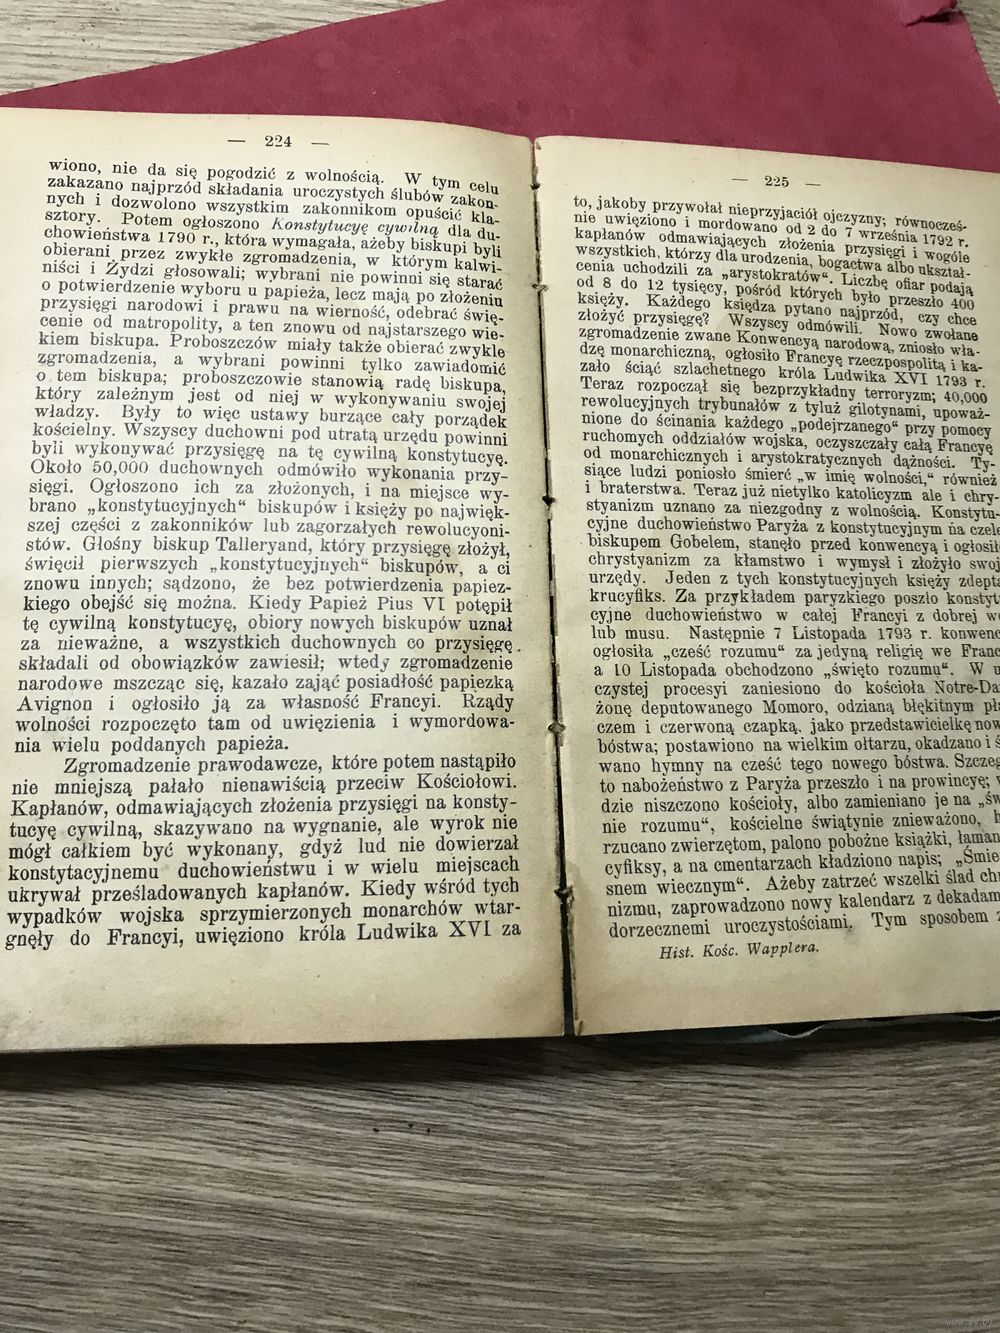 — 224 —
wiono, nie da się pogodzić z wolnością. W tym celu
zakazano najprzód składania uroczystych ślubów zakon-
nych i dozwolono wszystkim zakonnikom opuścić kla-
sztory. Potem ogłoszono Konstytucyę cywilną dla du-
chowieństwa 1790 r., która wymagała, ażeby biskupi byli
obierani przez zwykłe zgromadzenia, w którym kalwi-
niści i Żydzi głosowali; wybrani nie powinni się starać
o potwierdzenie wyboru u papieża, lecz mają po złożeniu
przysięgi narodowi i prawu na wierność, odebrać świę-
cenie od matropolity, a ten znowu od najstarszego wie-
kiem biskupa. Proboszczów miały także obierać zwykle
zgromadzenia, a wybrani powinni tylko zawiadomić
o tem biskupa; proboszczowie stanowią radę biskupa,
który zależnym jest od niej w wykonywaniu swojej
władzy. Były to więc ustawy burzące cały porządek
kościelny. Wszyscy duchowni pod utratą urzędu powinni
byli wykonywać przysięgę na tę cywilną konstytucyę.
Około 50,000 duchownych odmówiło wykonania przy-
sięgi. Ogłoszono ich za złożonych, i na miejsce wy-
brano „konstytucyjnych“ biskupów i księży po najwięk-
szej części z zakonników lub zagorzałych rewolucyoni-
stów. Głośny biskup Talleryand, który przysięgę złożył,
święcił pierwszych „konstytucyjnych“ biskupów, a ci
znowu innych; sądzono, że bez potwierdzenia papiez-
kiego obejść się można. Kiedy Papież Pius VI potępił
tę cywilną konstytucyę, obiory nowych biskupów uznał
za nieważne, a wszystkich duchownych co przysięgę
składali od obowiązków zawiesił; wtedy zgromadzenie
narodowe mszcząc się, kazało zająć posiadłość papiezką
Avignon i ogłosiło ją za własność Francyi. Rządy
wolności rozpoczęto tam od uwięzienia i wymordowa-
nia wielu poddanych papieża.
Zgromadzenie prawodawcze, które potem nastąpiło
nie mniejszą pałało nienawiścią przeciw Kościołowi.
Kapłanów, odmawiających złożenia przysięgi na konsty-
tucyę cywilną, skazywano na wygnanie, ale wyrok nie
mógł całkiem być wykonany, gdyż lud nie dowierzał
konstytacyjnemu duchowieństwu i w wielu miejscach
ukrywał prześladowanych kapłanów. Kiedy wśród tych
wypadków wojska sprzymierzonych monarchów wtar-
gnęły do Francyi, uwięziono króla Ludwika XVI za
— 225 —
to, jakoby przywołał nieprzyjaciół ojczyzny; równocześ-
nie uwięziono i mordowano od 2 do 7 września 1792 r.
kapłanów odmawiających złożenia przysięgi i wogóle
wszystkich, którzy dla urodzenia, bogactwa albo ukształ-
cenia uchodzili za „arystokratów“. Liczbę ofiar podają
od 8 do 12 tysięcy, pośród których było przeszło 400
księży. Każdego księdza pytano najprzód, czy chce
złożyć przysięgę? Wszyscy odmówili. Nowo zwołane
zgromadzenie zwane Konwencyą narodową, zniosło wła-
dzę monarchiczną, ogłosiło Francyę rzeczpospolitą i ka-
zało ściąć szlachetnego króla Ludwika XVI 1793 r.
Teraz rozpoczął się bezprzykładny terroryzm; 40,000
rewolucyjnych trybunałów z tyluż gilotynami, upoważ-
nione do ścinania każdego „podejrzanego“ przy pomocy
ruchomych oddziałów wojska, oczyszczały całą Francyę
od monarchicznych i arystokratycznych dążności. Ty-
siące ludzi poniosło śmierć „w imię wolności,“ równień
i braterstwa. Teraz już nietylko katolicyzm ale i chry-
styanizm uznano za niezgodny z wolnością. Konstytu-
cyjne duchowieństwo Paryża z konstytucyjnym na czele
biskupem Gobelem, stanęło przed konwencyą i ogłosił
chrystyanizm za kłamstwo i wymysł i złożyło swoj
urzędy. Jeden z tych konstytucyjnych księży zdepta
krucyfiks. Za przykładem paryzkiego poszło konstyt
cyjne duchowieństwo w całej Francyi z dobrej w
lub musu. Następnie 7 Listopada 1793 r. konwenc
ogłosiła „cześć rozumu“ za jedyną religię we Franc
a 10 Listopada obchodzono „święto rozumu“. W u
czystej procesyi zaniesiono do kościoła Notre-Da
żonę deputowanego Momoro, odzianą błękitnym pł
czem i czerwoną czapką, jako przedstawicielkę now
bóstwa; postawiono na wielkim ołtarzu, okadzano i ś
wano hymny na cześć tego nowego bóstwa. Szczeg
to nabożeństwo z Paryża przeszło i na prowincyę;
dzie niszczono kościoły, albo zamieniano je na „św
nie rozumu“, kościelne świątynie znieważono, h
rzucano zwierzętom, palono pobożne książki, łaman
cyfiksy, a na cmentarzach kładziono napis; „Śmie
snem wiecznym“. Ażeby zatrzeć wszelki ślad chr
nizmu, zaprowadzono nowy kalendarz z dekadam
dorzecznemi uroczystościami. Tym sposobem
Hist. Kośc. Wapplera.
www.ay.by